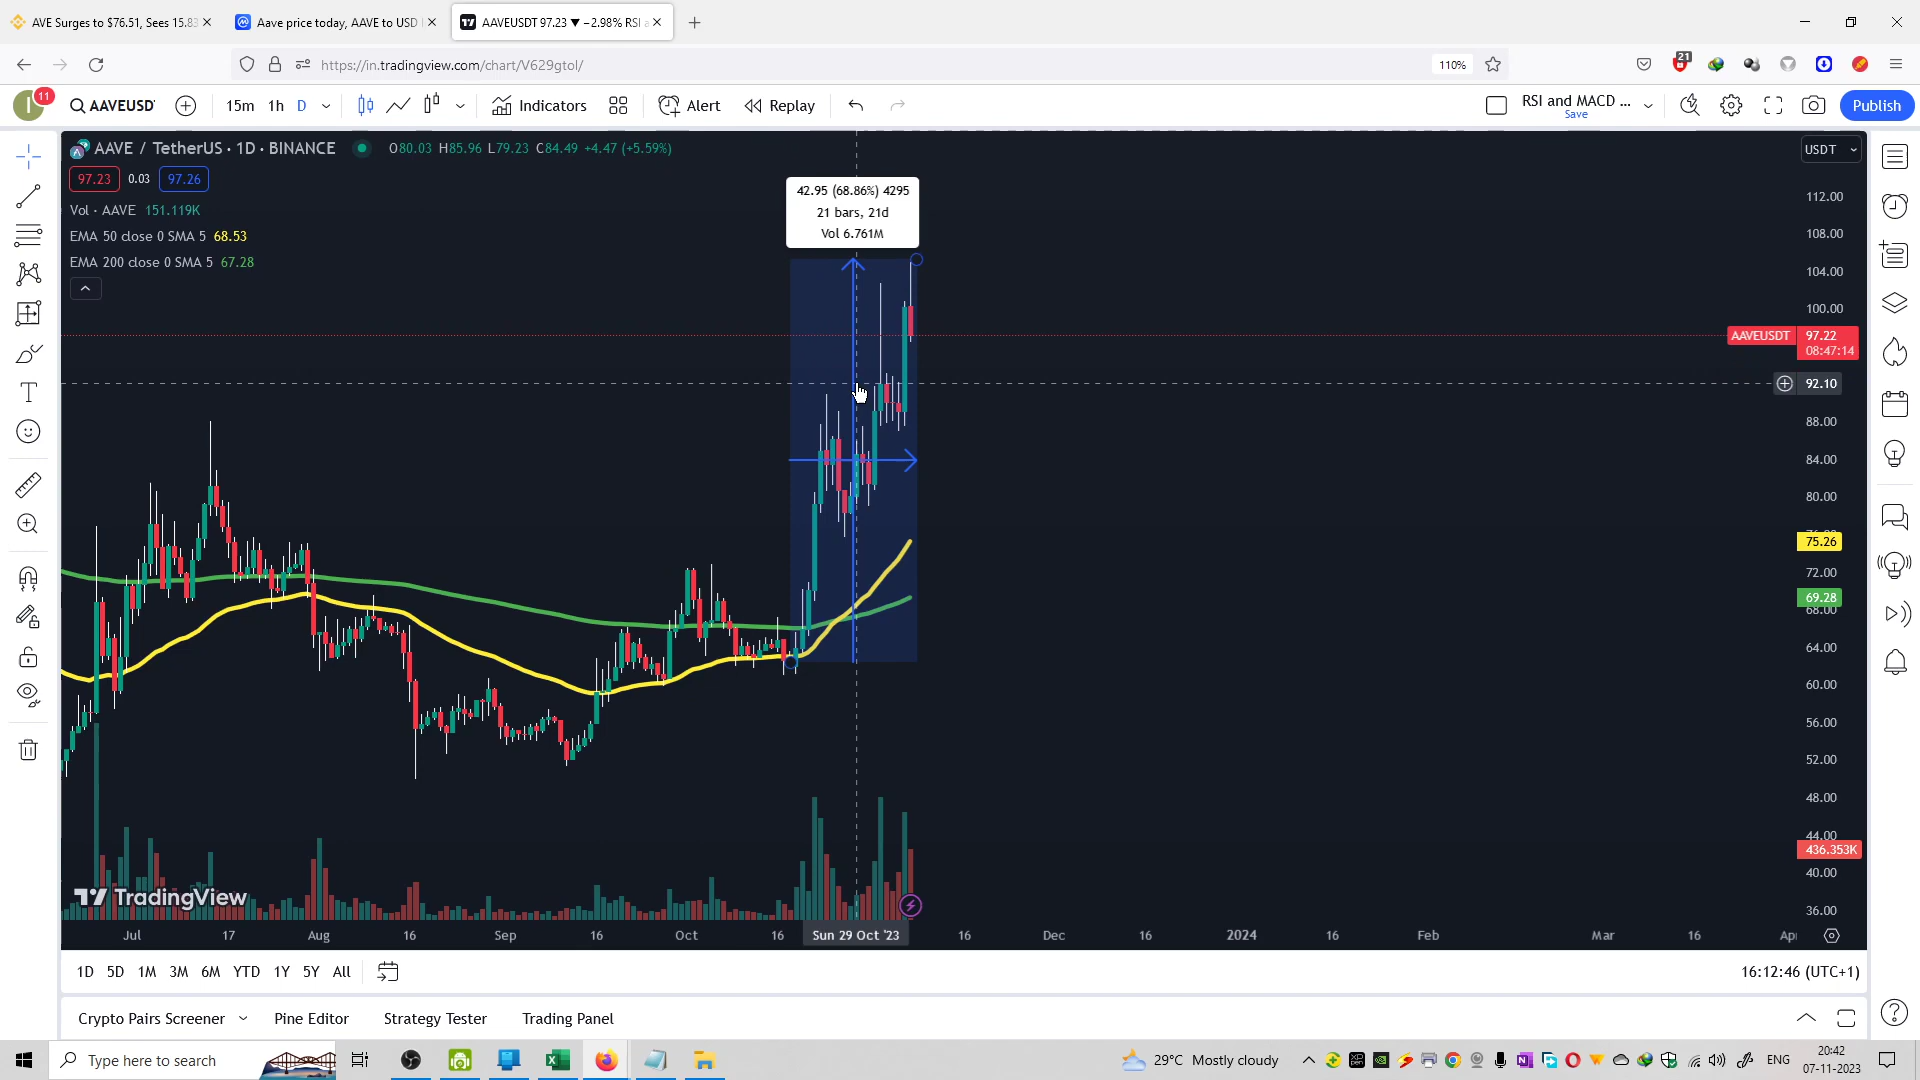 AVE Surges to $76.51, Sees 15.83
Aave price today, AAVE to USD
AAVEUSDT 97.23 ▼ −2.98% RSI a
https://in.tradingview.com/chart/V629gtol/
110%
21
I
11
AAVEUSDT
15m
1h
D
Indicators
Alert
Replay
RSI and MACD ...
Save
Publish
AAVE / TetherUS · 1D · BINANCE
O80.03 H85.96 L79.23 C84.49 +4.47 (+5.59%)
USDT
97.23
0.03
97.26
Vol · AAVE 151.119K
EMA 50 close 0 SMA 5 68.53
EMA 200 close 0 SMA 5 67.28
42.95 (68.86%) 4295
21 bars, 21d
Vol 6.761M
112.00
108.00
104.00
100.00
AAVEUSDT
97.22
08:47:14
92.10
88.00
84.00
80.00
75.26
72.00
69.28
68.00
64.00
60.00
56.00
52.00
48.00
44.00
436.353K
40.00
36.00
TradingView
Jul
17
Aug
16
Sep
16
Oct
16
Sun 29 Oct '23
16
Dec
16
2024
16
Feb
Mar
16
Apr
1D
5D
1M
3M
6M
YTD
1Y
5Y
All
16:12:46 (UTC+1)
Crypto Pairs Screener
Pine Editor
Strategy Tester
Trading Panel
Type here to search
29°C Mostly cloudy
ENG
20:42
07-11-2023